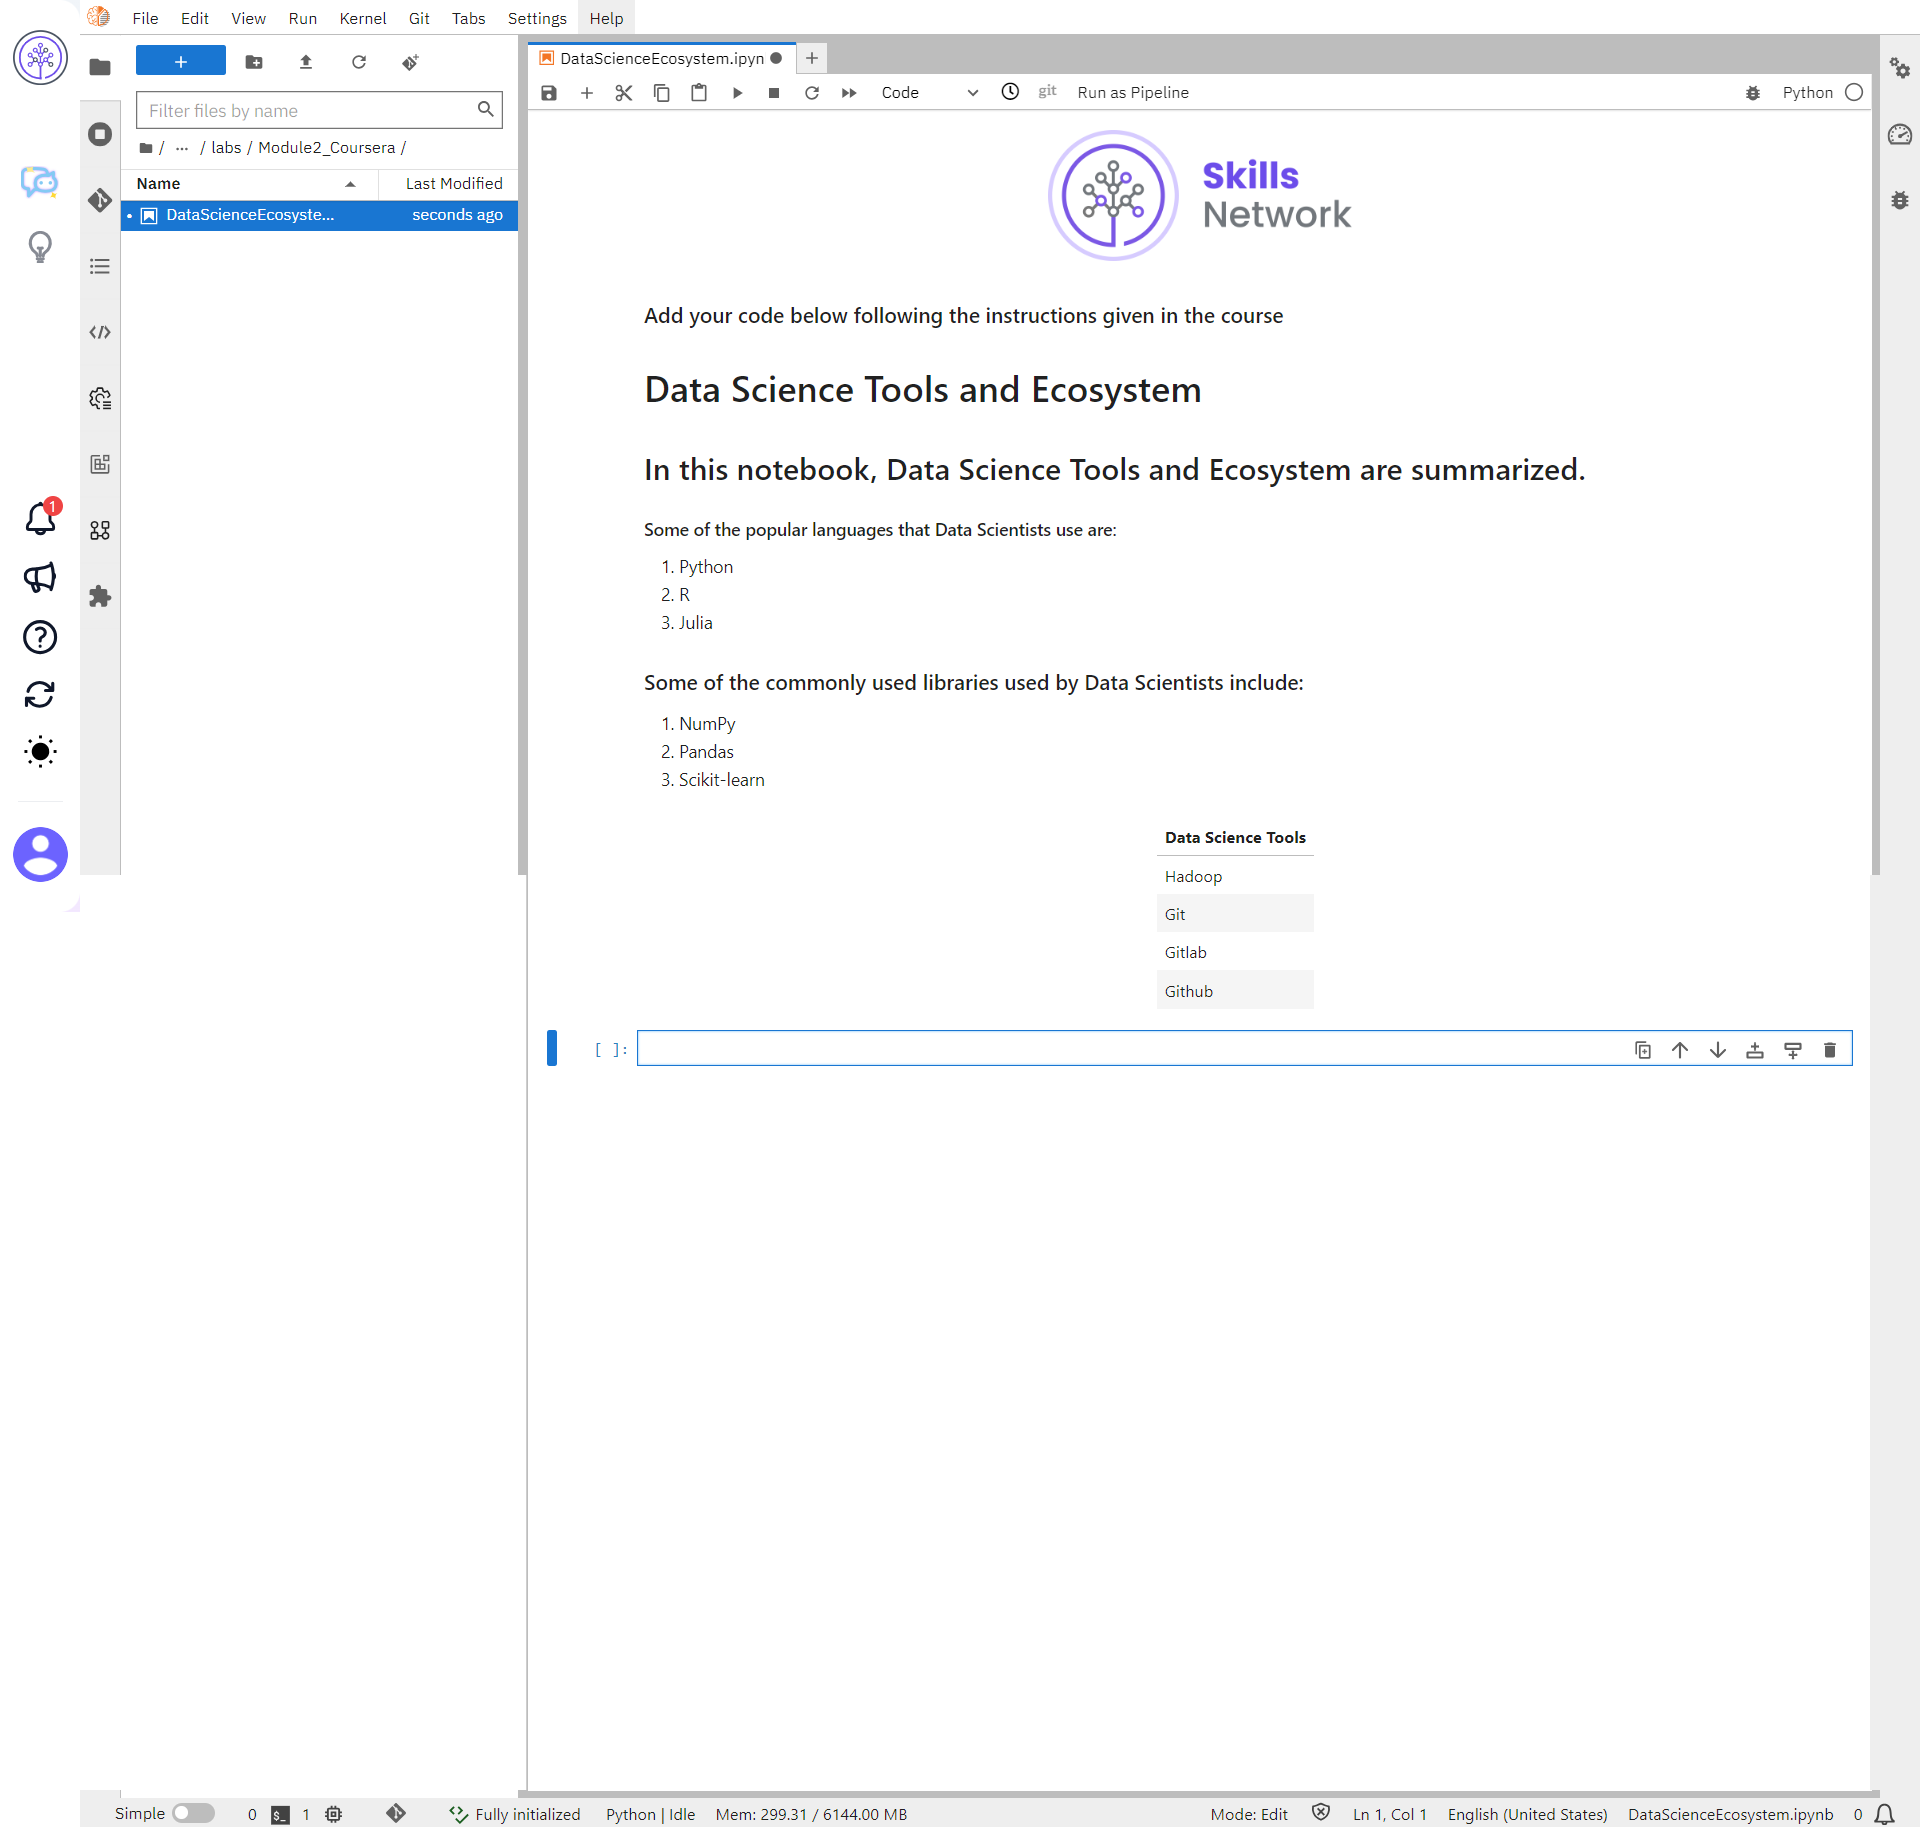 File Edit View Run Kernel Git Tabs Settings Help
+
Filter files by name
/ ... / labs / Module2_Coursera /
Name Last Modified
DataScienceEcosyste... seconds ago
1
DataScienceEcosystem.ipyn
Code git Run as Pipeline Python
Skills
Network
Add your code below following the instructions given in the course
Data Science Tools and Ecosystem
In this notebook, Data Science Tools and Ecosystem are summarized.
Some of the popular languages that Data Scientists use are:
1. Python
2. R
3. Julia
Some of the commonly used libraries used by Data Scientists include:
1. NumPy
2. Pandas
3. Scikit-learn
Data Science Tools
Hadoop
Git
Gitlab
Github
[ ]:
Simple 0 $_ 1 Fully initialized Python | Idle Mem: 299.31 / 6144.00 MB Mode: Edit Ln 1, Col 1 English (United States) DataScienceEcosystem.ipynb 0